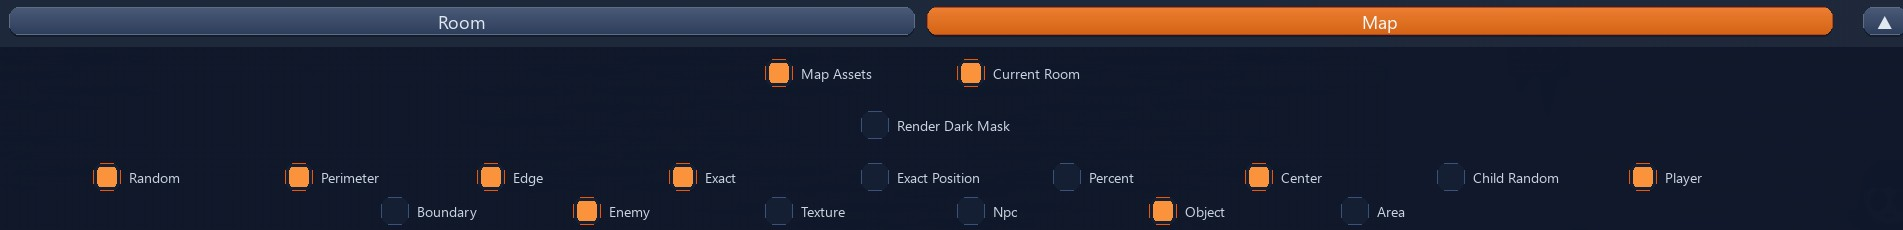 Room Map ▲
Map Assets Current Room
Render Dark Mask
Random Perimeter Edge Exact Exact Position Percent Center Child Random Player
Boundary Enemy Texture Npc Object Area